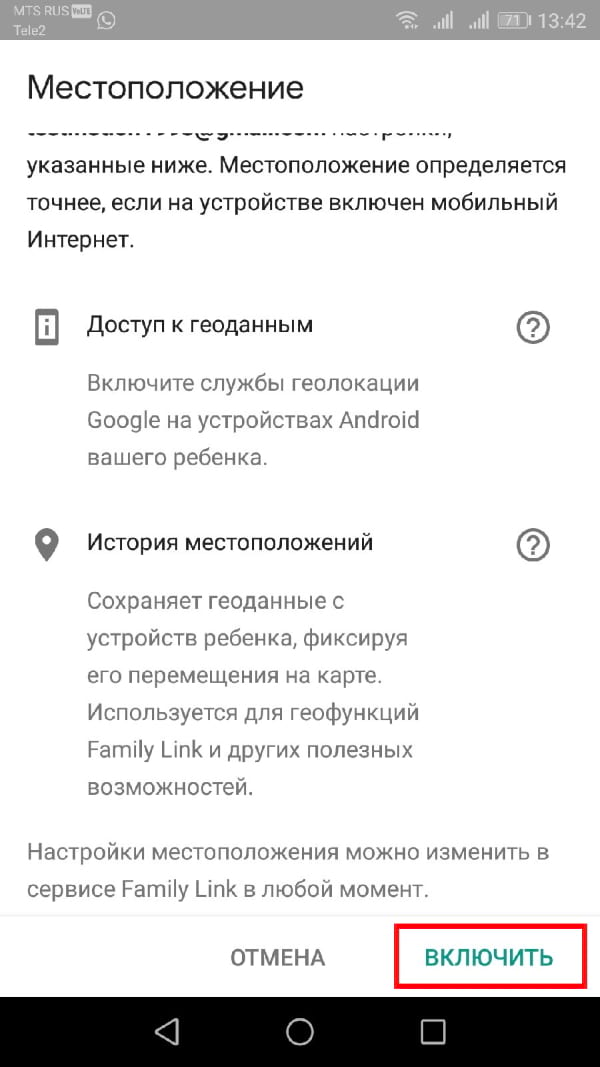 MTS RUS VoLTE
Tele2
71
13:42
Местоположение
настройки,
указанные ниже. Местоположение определяется
точнее, если на устройстве включен мобильный
Интернет.
Доступ к геоданным
Включите службы геолокации
Google на устройствах Android
вашего ребенка.
История местоположений
Сохраняет геоданные с
устройств ребенка, фиксируя
его перемещения на карте.
Используется для геофункций
Family Link и других полезных
возможностей.
Настройки местоположения можно изменить в
сервисе Family Link в любой момент.
ОТМЕНА
ВКЛЮЧИТЬ